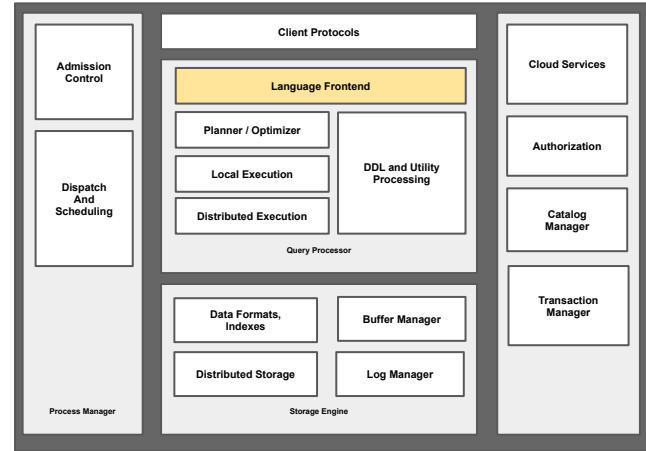 Admission
Control
Dispatch
And
Scheduling
Process Manager
Client Protocols
Language Frontend
Planner / Optimizer
Local Execution
Distributed Execution
DDL and Utility
Processing
Query Processor
Data Formats,
Indexes
Buffer Manager
Distributed Storage
Log Manager
Storage Engine
Cloud Services
Authorization
Catalog
Manager
Transaction
Manager